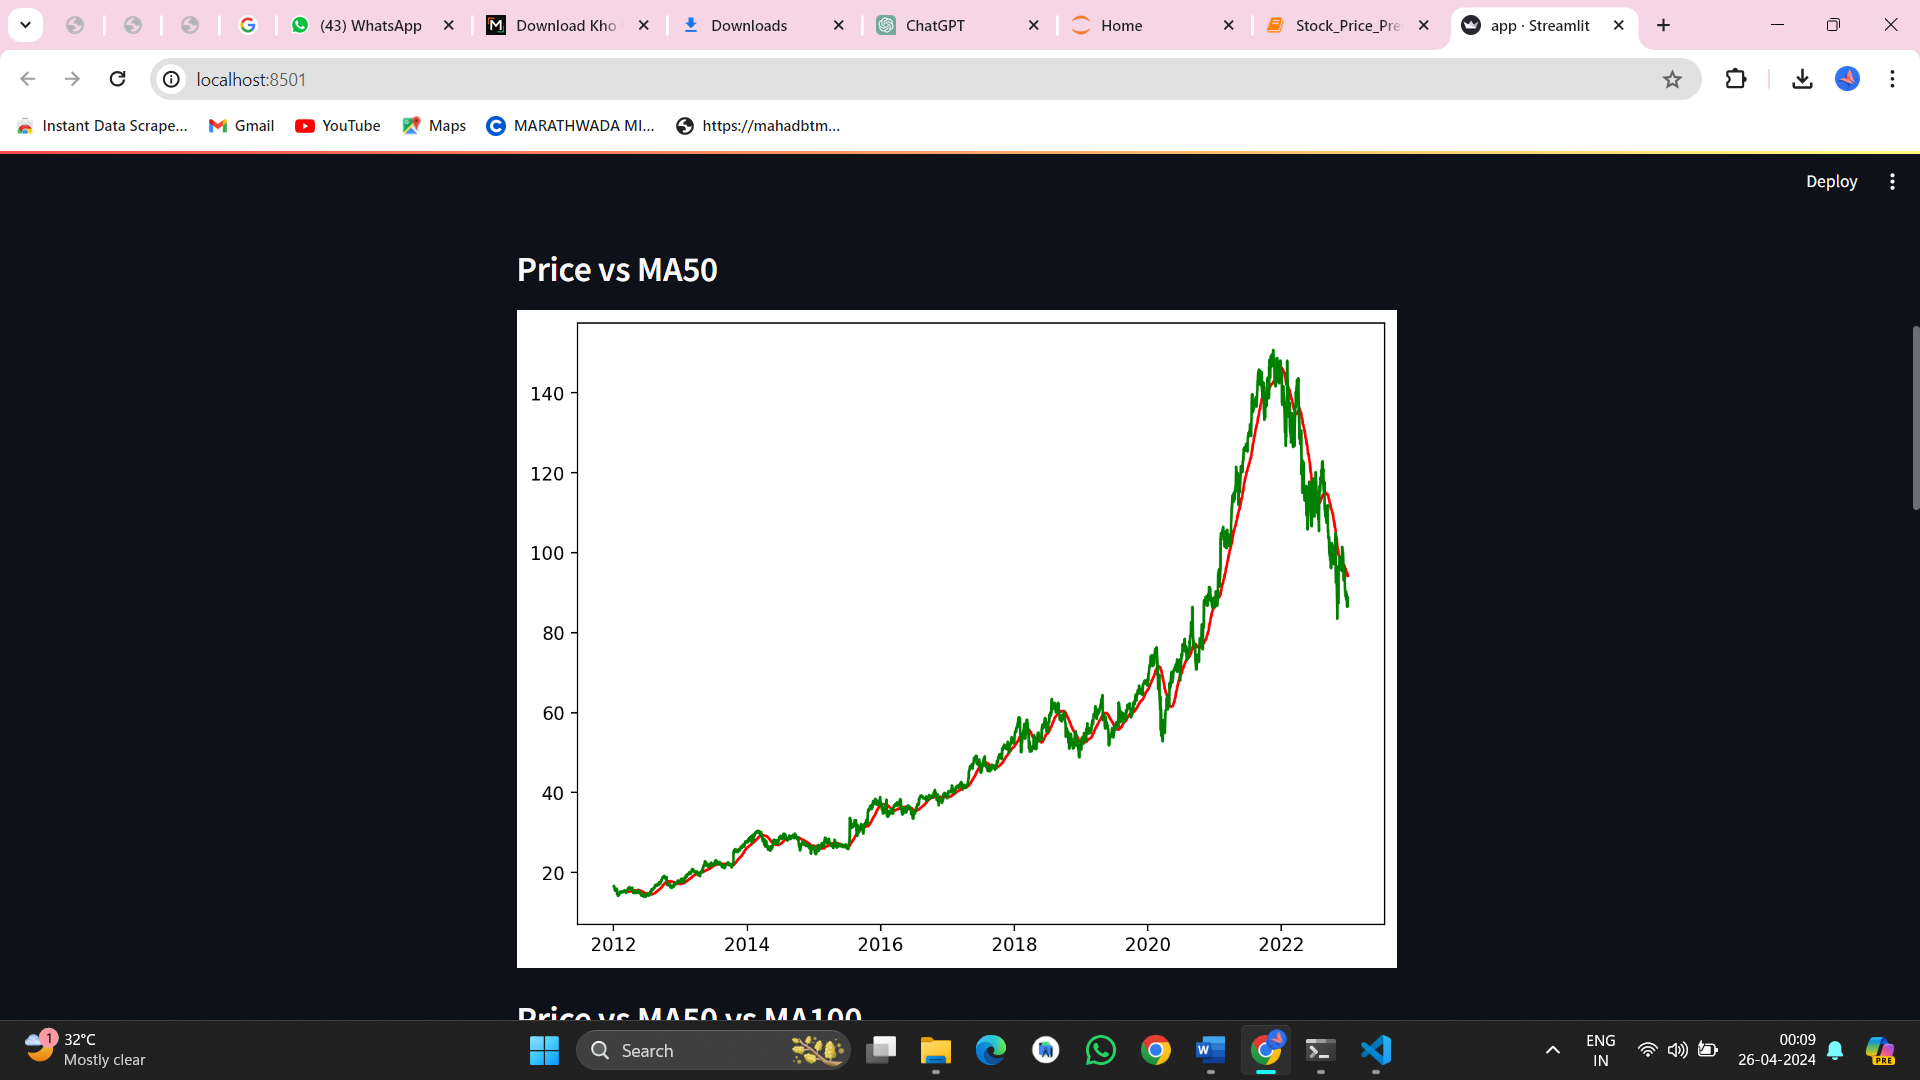 (43) WhatsApp
Download Kho
Downloads
ChatGPT
Home
Stock_Price_Pre
app · Streamlit
localhost:8501
Instant Data Scrape...
Gmail
YouTube
Maps
MARATHWADA MI...
https://mahadbtm...
Deploy
Price vs MA50
140
120
100
80
60
40
20
2012 2014 2016 2018 2020 2022
Price vs MA50 vs MA100
1
32°C
Mostly clear
Search
ENG
IN
00:09
26-04-2024
PRE